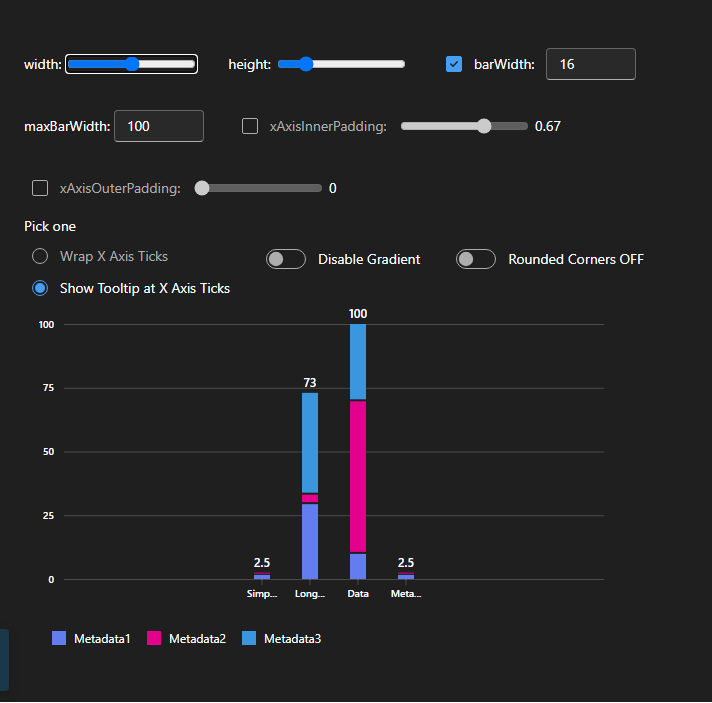 width: height: barWidth: 16
maxBarWidth: 100 xAxisInnerPadding: 0.67
xAxisOuterPadding: 0
Pick one
Wrap X Axis Ticks Disable Gradient Rounded Corners OFF
Show Tooltip at X Axis Ticks
100
100
75
73
50
25
2.5 2.5
0
Simp... Long... Data Meta...
Metadata1 Metadata2 Metadata3